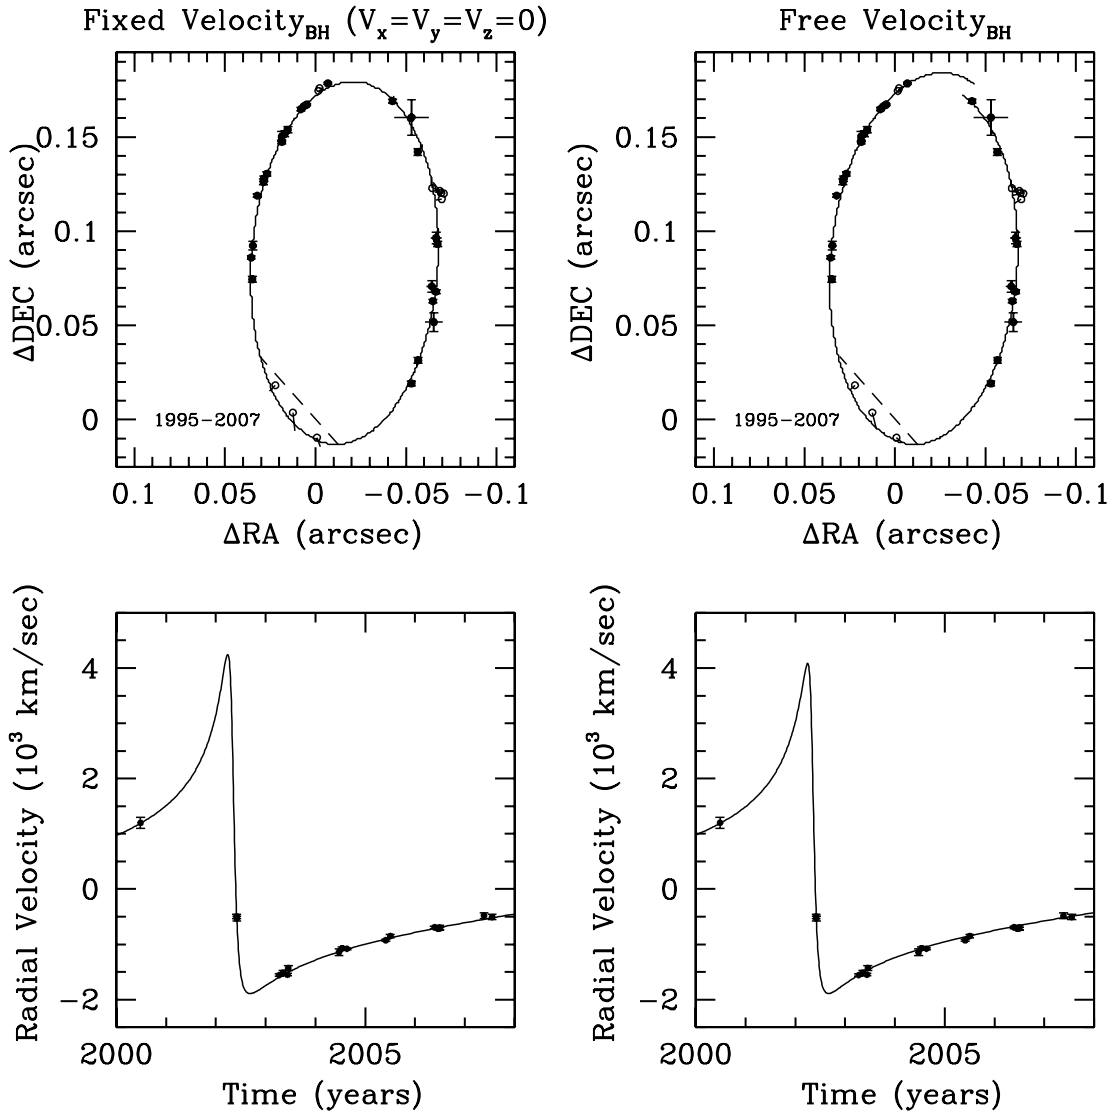 Fixed Velocity_BH (V_x=V_y=V_z=0)
Free Velocity_BH
ΔDEC (arcsec)
0.15
0.1
0.05
0
1995-2007
0.1 0.05 0 -0.05 -0.1
ΔRA (arcsec)
ΔDEC (arcsec)
0.15
0.1
0.05
0
1995-2007
0.1 0.05 0 -0.05 -0.1
ΔRA (arcsec)
Radial Velocity (10³ km/sec)
4
2
0
-2
2000 2005
Time (years)
Radial Velocity (10³ km/sec)
4
2
0
-2
2000 2005
Time (years)